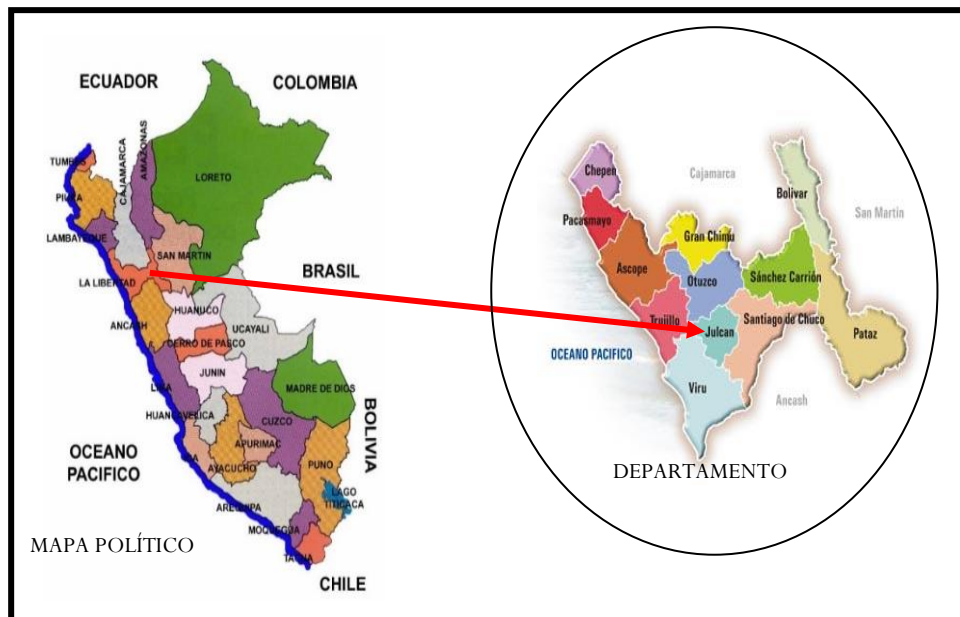 ECUADOR
COLOMBIA
CAJAMARCA
AMAZONAS
TUMBES
LORETO
PIURA
LAMBAYEQUE
SAN MARTIN
BRASIL
LA LIBERTAD
HUANUCO
ANCASH
UCAYALI
CERRO DE PASCO
JUNIN
LIMA
MADRE DE DIOS
HUANCAVELICA
CUZCO
BOLIVIA
APURIMAC
OCEANO
PACIFICO
ICA
AYACUCHO
PUNO
LAGO
TITICACA
AREQUIPA
MOQUEGUA
MAPA POLÍTICO
TACNA
CHILE
Chepen
Cajamarca
Bolivar
San Martin
Pacasmayo
Gran Chimu
Ascope
Otuzco
Sánchez Carrión
Trujillo
Julcan
Santiago de Chuco
Pataz
OCEANO PACIFICO
Viru
Ancash
DEPARTAMENTO